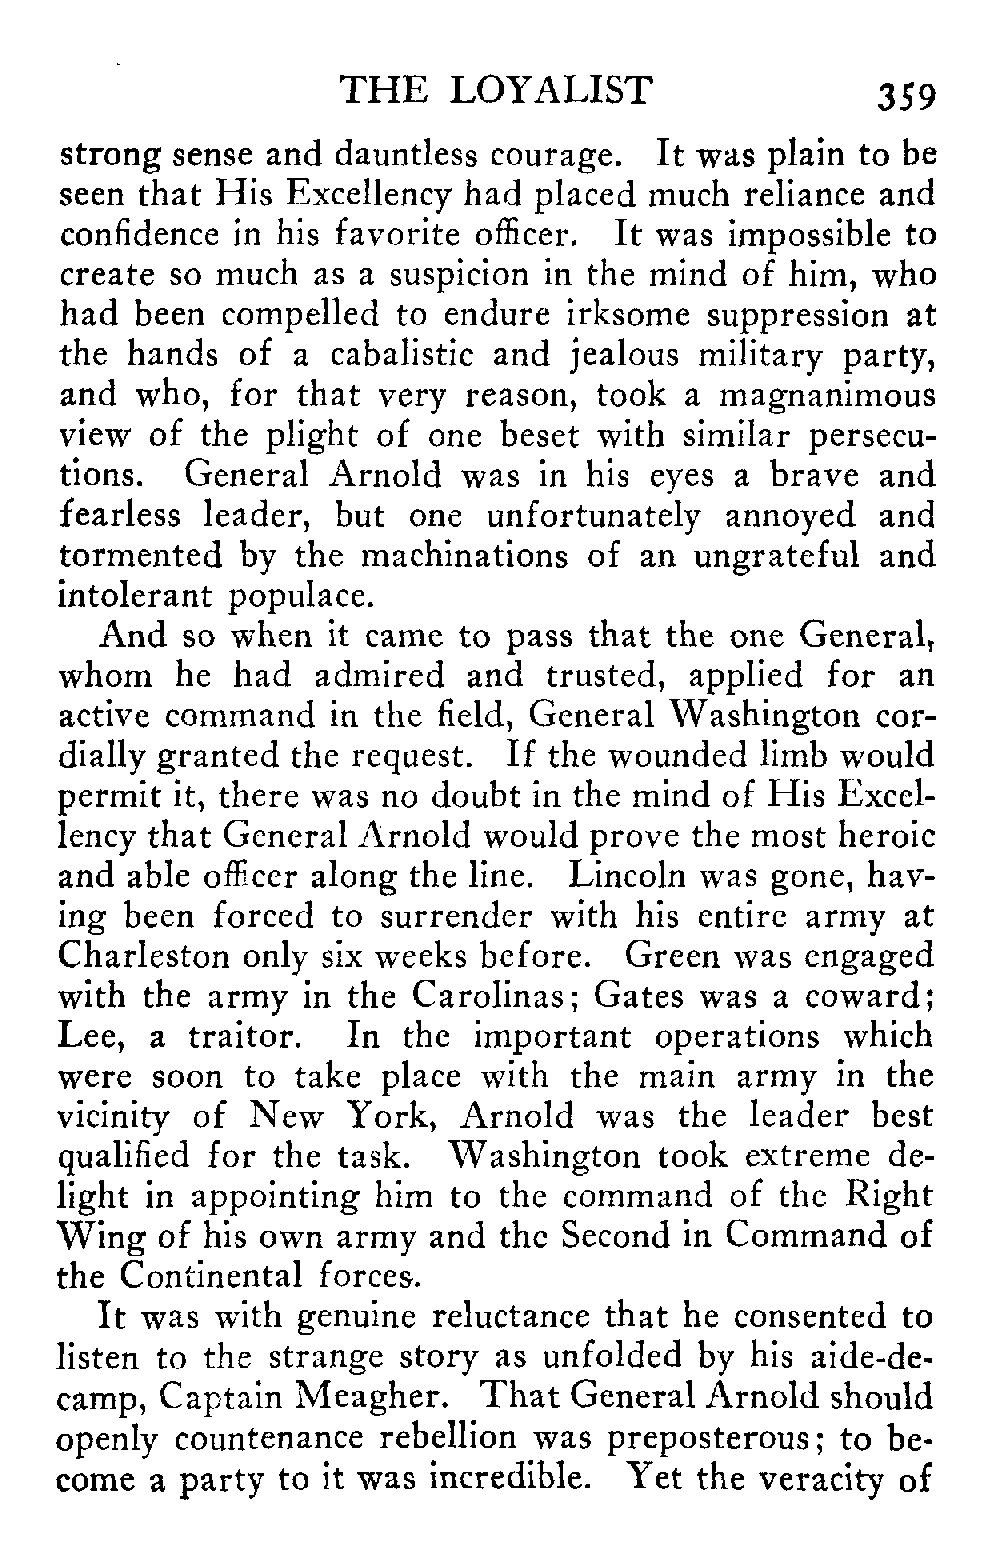 THE LOYALIST 359
strong sense and dauntless courage. It was plain to be
seen that His Excellency had placed much reliance and
confidence in his favorite officer. It was impossible to
create so much as a suspicion in the mind of him, who
had been compelled to endure irksome suppression at
the hands of a cabalistic and jealous military party,
and who, for that very reason, took a magnanimous
view of the plight of one beset with similar persecu-
tions. General Arnold was in his eyes a brave and
fearless leader, but one unfortunately annoyed and
tormented by the machinations of an ungrateful and
intolerant populace.
And so when it came to pass that the one General,
whom he had admired and trusted, applied for an
active command in the field, General Washington cor-
dially granted the request. If the wounded limb would
permit it, there was no doubt in the mind of His Excel-
lency that General Arnold would prove the most heroic
and able officer along the line. Lincoln was gone, hav-
ing been forced to surrender with his entire army at
Charleston only six weeks before. Green was engaged
with the army in the Carolinas; Gates was a coward;
Lee, a traitor. In the important operations which
were soon to take place with the main army in the
vicinity of New York, Arnold was the leader best
qualified for the task. Washington took extreme de-
light in appointing him to the command of the Right
Wing of his own army and the Second in Command of
the Continental forces.
It was with genuine reluctance that he consented to
listen to the strange story as unfolded by his aide-de-
camp, Captain Meagher. That General Arnold should
openly countenance rebellion was preposterous; to be-
come a party to it was incredible. Yet the veracity of